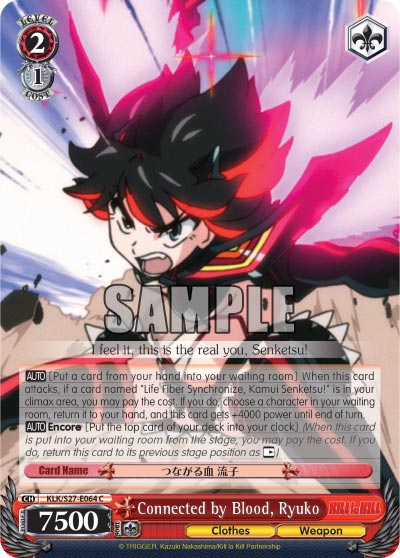 LEVEL
2
1
COST
SAMPLE
I feel it, this is the real you, Senketsu!
AUTO [Put a card from your hand into your waiting room] When this card
attacks, if a card named "Life Fiber Synchronize, Kamui Senketsu!" is in your
climax area, you may pay the cost. If you do, choose a character in your waiting
room, return it to your hand, and this card gets +4000 power until end of turn.
AUTO Encore [Put the top card of your deck into your clock] (When this card
is put into your waiting room from the stage, you may pay the cost. If you
do, return this card to its previous stage position as
Card Name つながる血 流子
CH KLK/S27-E064 C
7500
Connected by Blood, Ryuko
KILL la KILL
Clothes Weapon
© TRIGGER, Kazuki Nakashima/Kill la Kill Partnership